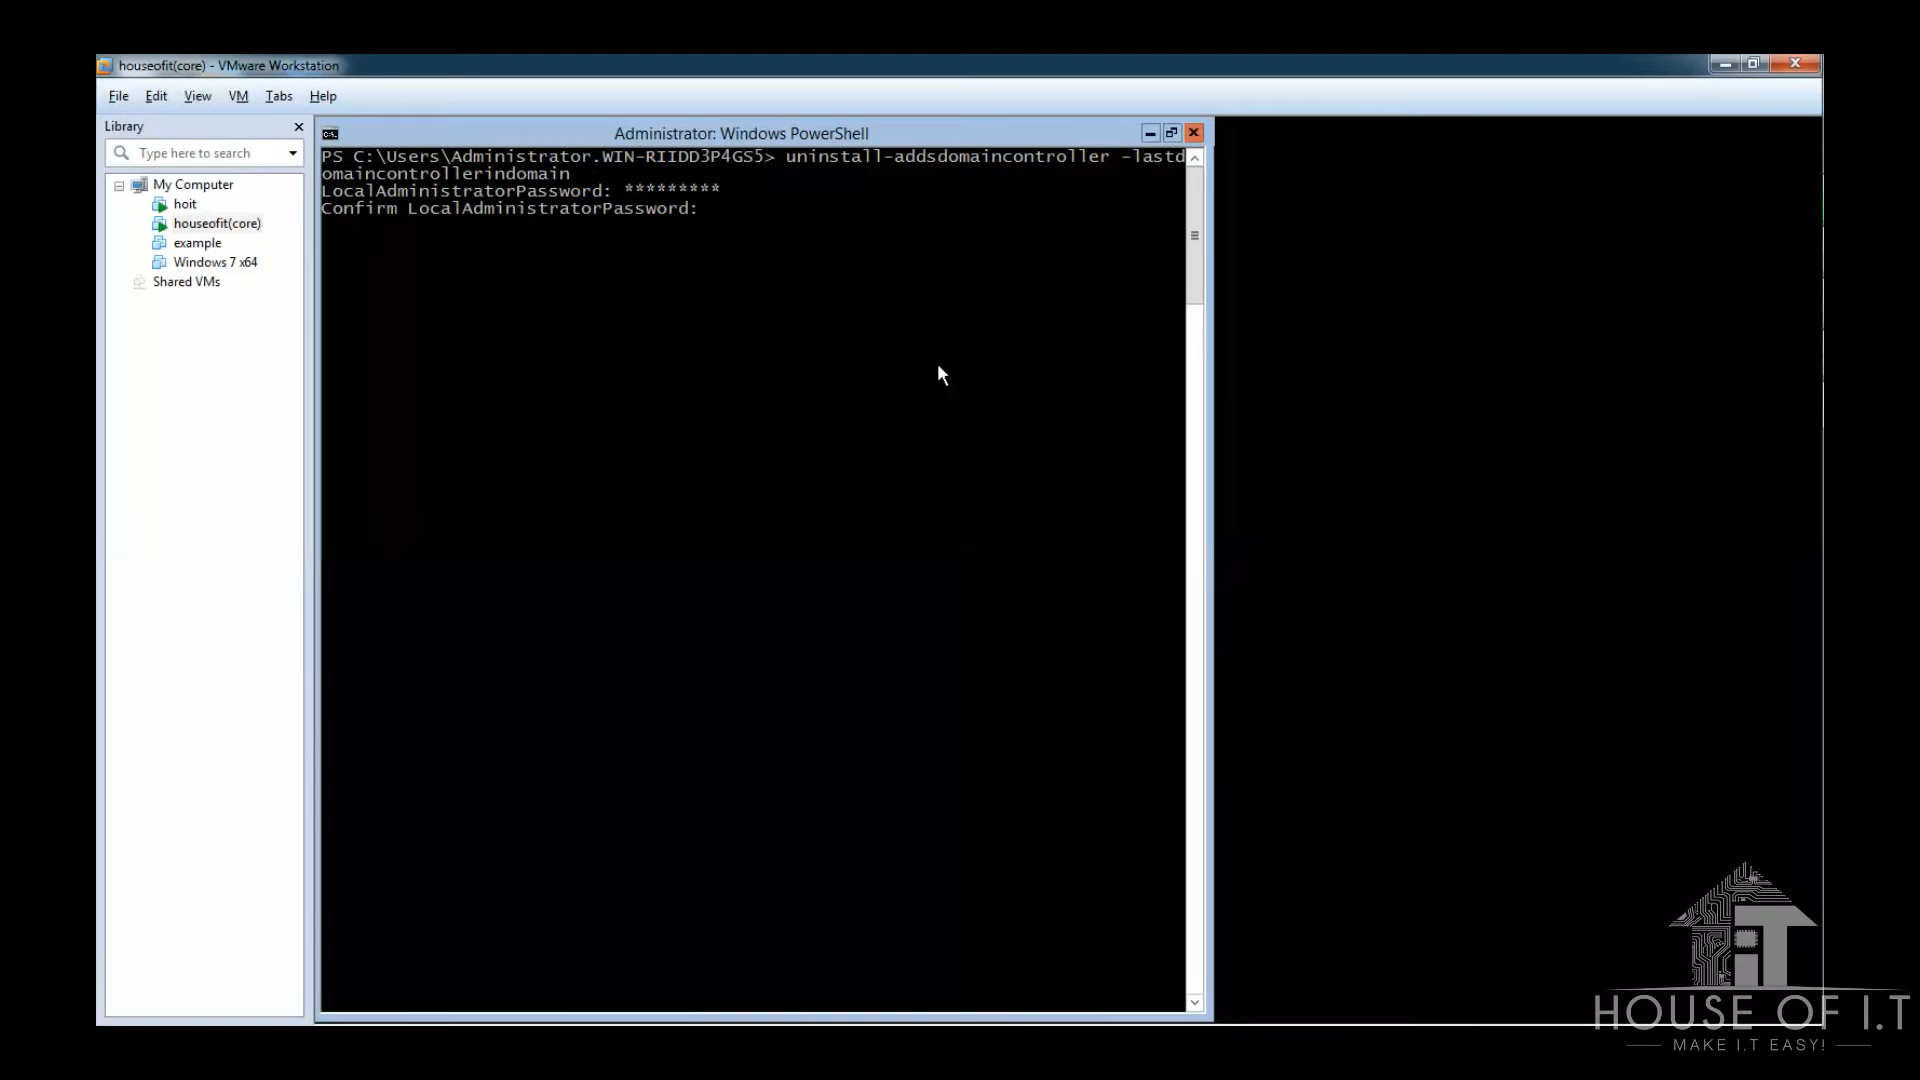 houseofit(core) - VMware Workstation
File Edit View VM Tabs Help
Library
Type here to search
My Computer
hoit
houseofit(core)
example
Windows 7 x64
Shared VMs
Administrator: Windows PowerShell
PS C:\Users\Administrator.WIN-RIIDD3P4GS5> uninstall-addsdomaincontroller -lastd
omaincontrollerindomain
LocalAdministratorPassword: *********
Confirm LocalAdministratorPassword:
HOUSE OF I.T
MAKE I.T EASY!